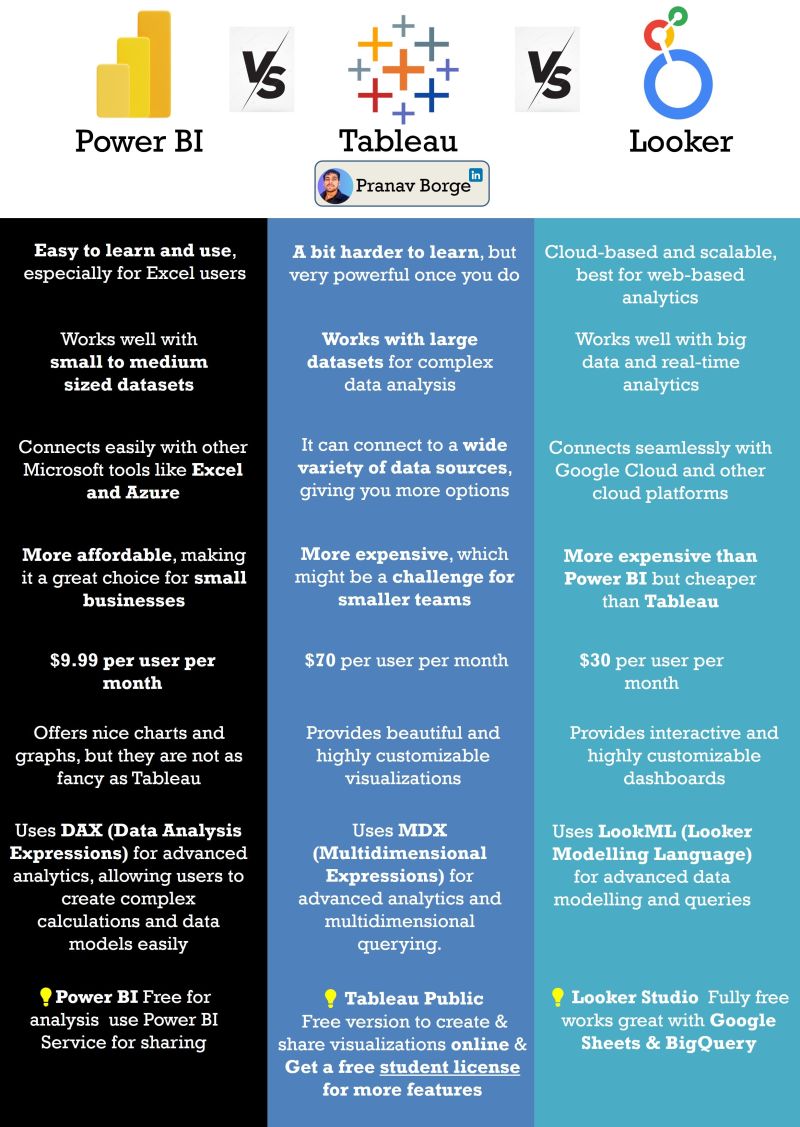 VS
VS
Power BI
Tableau
Looker
Pranav Borge
in
Easy to learn and use,
especially for Excel users
A bit harder to learn, but
very powerful once you do
Cloud-based and scalable,
best for web-based
analytics
Works well with
small to medium
sized datasets
Works with large
datasets for complex
data analysis
Works well with big
data and real-time
analytics
Connects easily with other
Microsoft tools like Excel
and Azure
It can connect to a wide
variety of data sources,
giving you more options
Connects seamlessly with
Google Cloud and other
cloud platforms
More affordable, making
it a great choice for small
businesses
More expensive, which
might be a challenge for
smaller teams
More expensive than
Power BI but cheaper
than Tableau
$9.99 per user per
month
$70 per user per month
$30 per user per
month
Offers nice charts and
graphs, but they are not as
fancy as Tableau
Provides beautiful and
highly customizable
visualizations
Provides interactive and
highly customizable
dashboards
Uses DAX (Data Analysis
Expressions) for advanced
analytics, allowing users to
create complex
calculations and data
models easily
Uses MDX
(Multidimensional
Expressions) for
advanced analytics and
multidimensional
querying.
Uses LookML (Looker
Modelling Language)
for advanced data
modelling and queries
Power BI Free for
analysis use Power BI
Service for sharing
Tableau Public
Free version to create &
share visualizations online &
Get a free student license
for more features
Looker Studio Fully free
works great with Google
Sheets & BigQuery